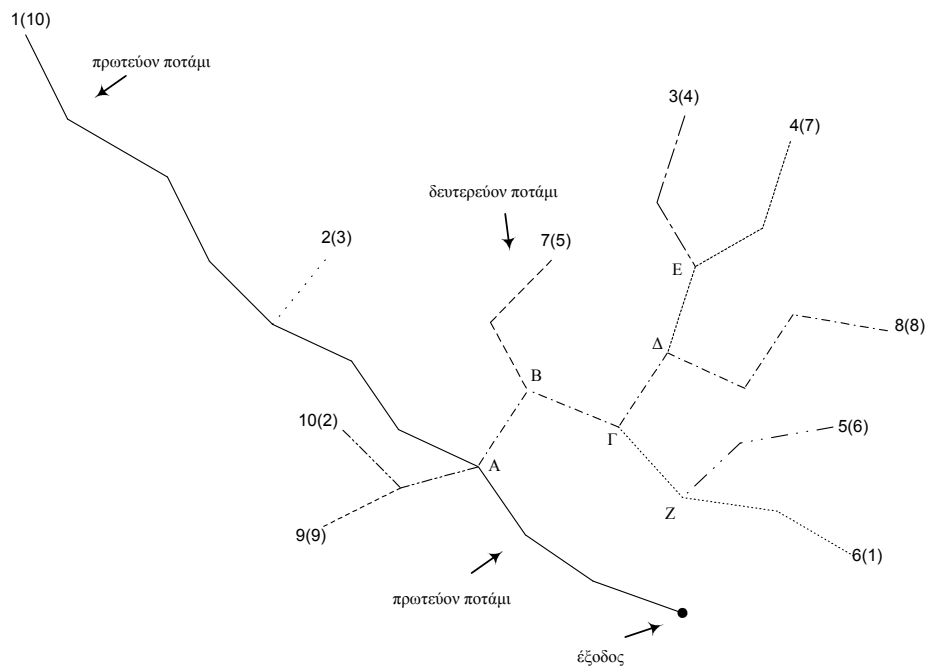 1(10)
πρωτεύον ποτάμι
3(4)
4(7)
δευτερεύον ποτάμι
2(3)
7(5)
Ε
8(8)
Δ
Β
10(2)
Γ
5(6)
Α
Ζ
9(9)
6(1)
πρωτεύον ποτάμι
έξοδος